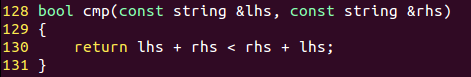 128 bool cmp(const string &lhs, const string &rhs)
129 {
130     return lhs + rhs < rhs + lhs;
131 }